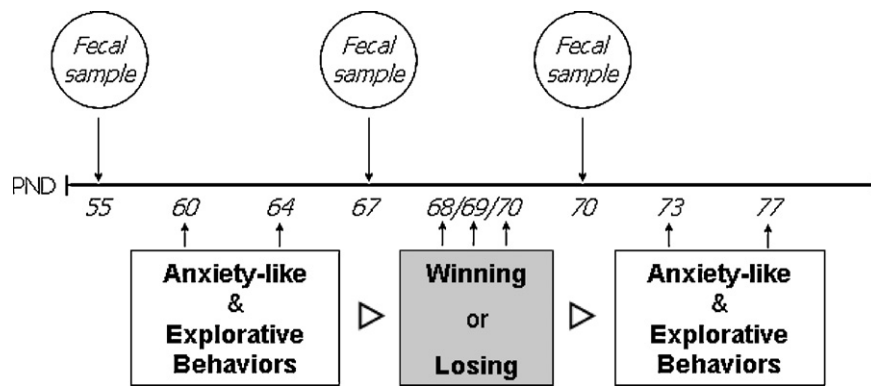 Fecal
sample
Fecal
sample
Fecal
sample
PND
55 60 64 67 68/69/70 70 73 77
Anxiety-like
&
Explorative
Behaviors
Winning
or
Losing
Anxiety-like
&
Explorative
Behaviors